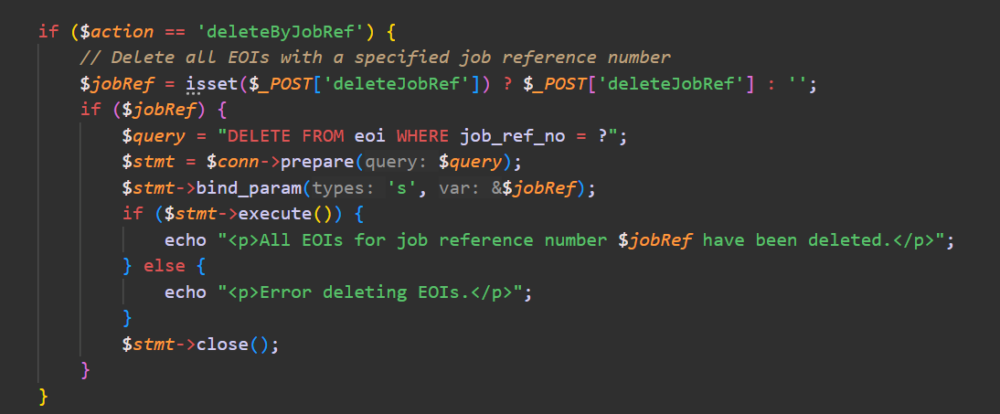 if ($action == 'deleteByJobRef') {
// Delete all EOIs with a specified job reference number
$jobRef = isset($_POST['deleteJobRef']) ? $_POST['deleteJobRef'] : '';
if ($jobRef) {
$query = "DELETE FROM eoi WHERE job_ref_no = ?";
$stmt = $conn->prepare(query: $query);
$stmt->bind_param(types: 's', var: &$jobRef);
if ($stmt->execute()) {
echo "<p>All EOIs for job reference number $jobRef have been deleted.</p>";
} else {
echo "<p>Error deleting EOIs.</p>";
}
$stmt->close();
}
}